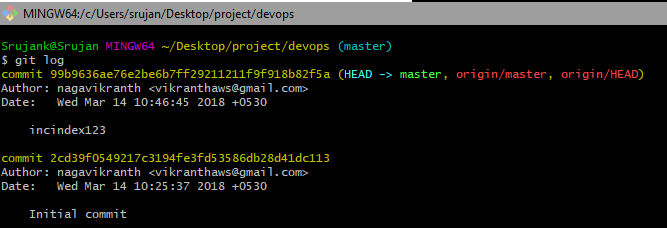 MINGW64:/c/Users/srujan/Desktop/project/devops
Srujank@Srujan MINGW64 ~/Desktop/project/devops (master)
$ git log
commit 99b9636ae76e2be6b7ff29211211f9f918b82f5a (HEAD -> master, origin/master, origin/HEAD)
Author: nagavikranth <vikranthaws@gmail.com>
Date:   Wed Mar 14 10:46:45 2018 +0530
    incindex123
commit 2cd39f0549217c3194fe3fd53586db28d41dc113
Author: nagavikranth <vikranthaws@gmail.com>
Date:   Wed Mar 14 10:25:37 2018 +0530
    Initial commit